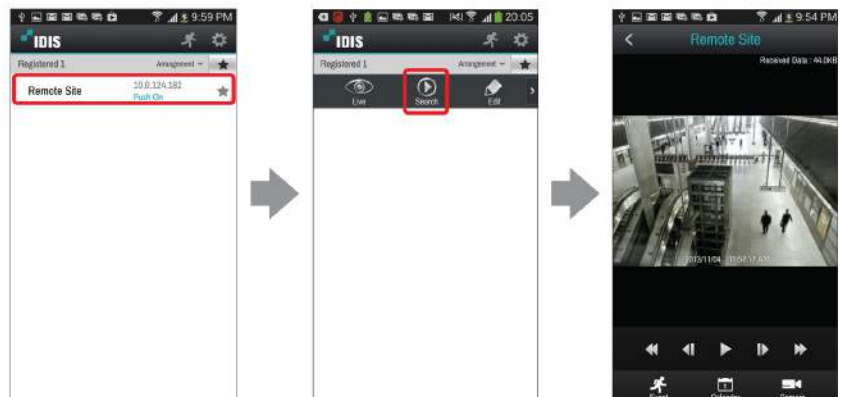 9:59 PM
IDIS
Registered 1 Arrangement
Remote Site
10.0.124.182
Push On
20:05
IDIS
Registered 1 Arrangement
Live Search Edit
9:54 PM
Remote Site
Received Data : 44.0KB
2013/11/04
Event Calendar Camera